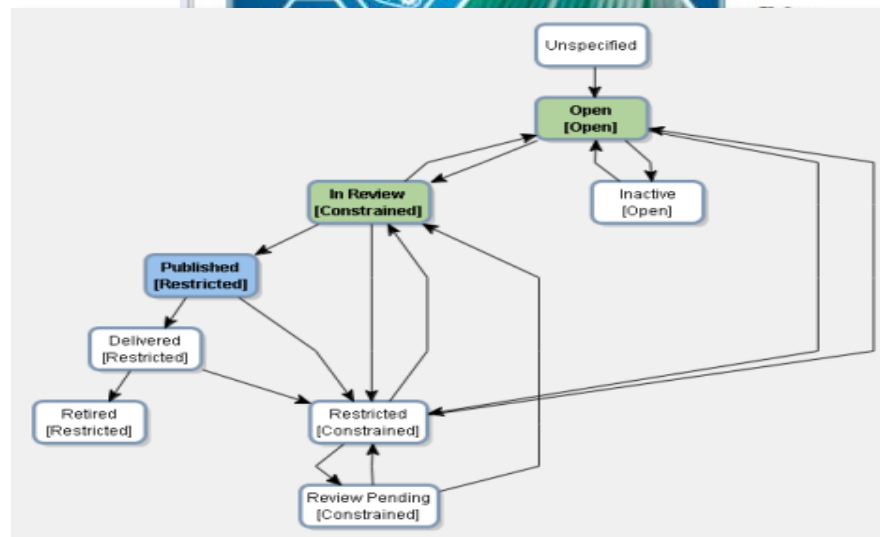 Unspecified
Open
[Open]
In Review
[Constrained]
Inactive
[Open]
Published
[Restricted]
Delivered
[Restricted]
Retired
[Restricted]
Restricted
[Constrained]
Review Pending
[Constrained]